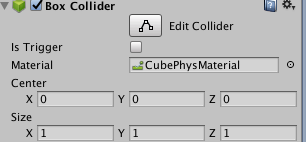 Box Collider
Edit Collider
Is Trigger
Material CubePhysMaterial
Center
X 0 Y 0 Z 0
Size
X 1 Y 1 Z 1